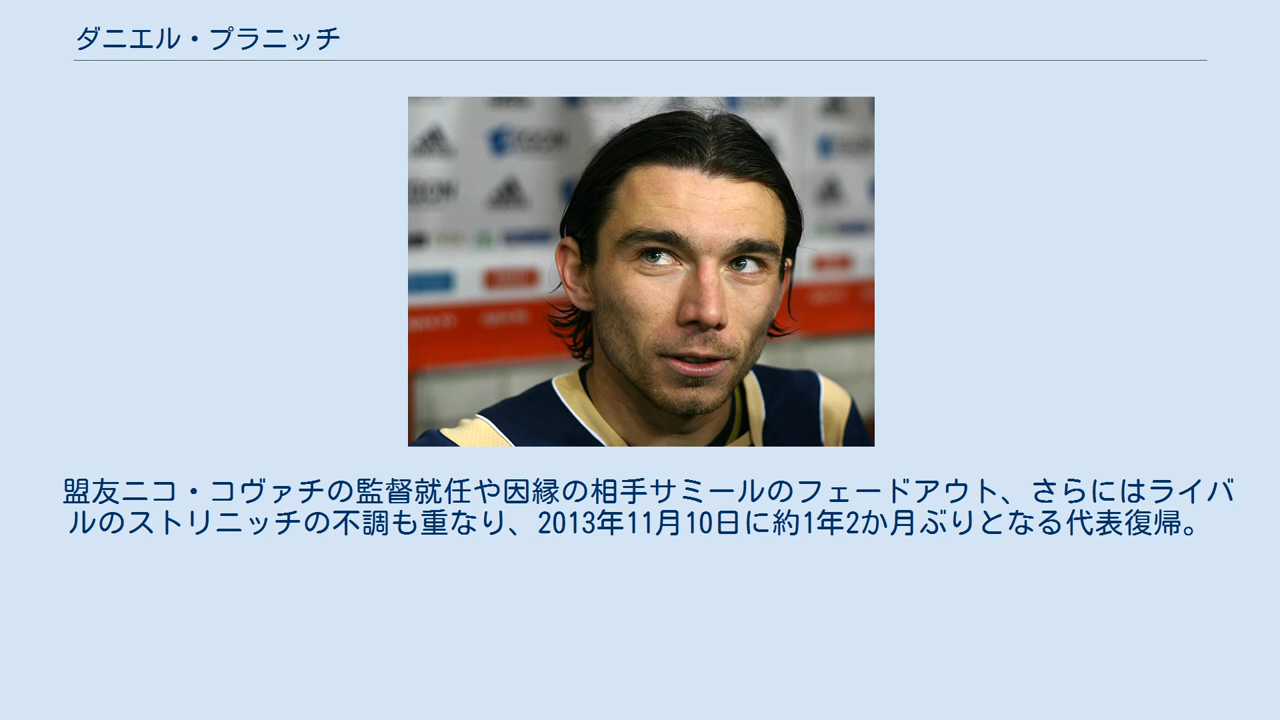 ダニエル・プラニッチ
盟友ニコ・コヴァチの監督就任や因縁の相手サミールのフェードアウト、さらにはライバ
ルのストリニッチの不調も重なり、2013年11月10日に約1年2か月ぶりとなる代表復帰。